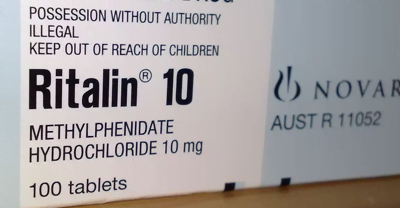 POSSESSION WITHOUT AUTHORITY
ILLEGAL
KEEP OUT OF REACH OF CHILDREN
Ritalin® 10
NOVAR
AUST R 11052
METHYLPHENIDATE
HYDROCHLORIDE 10 mg
100 tablets